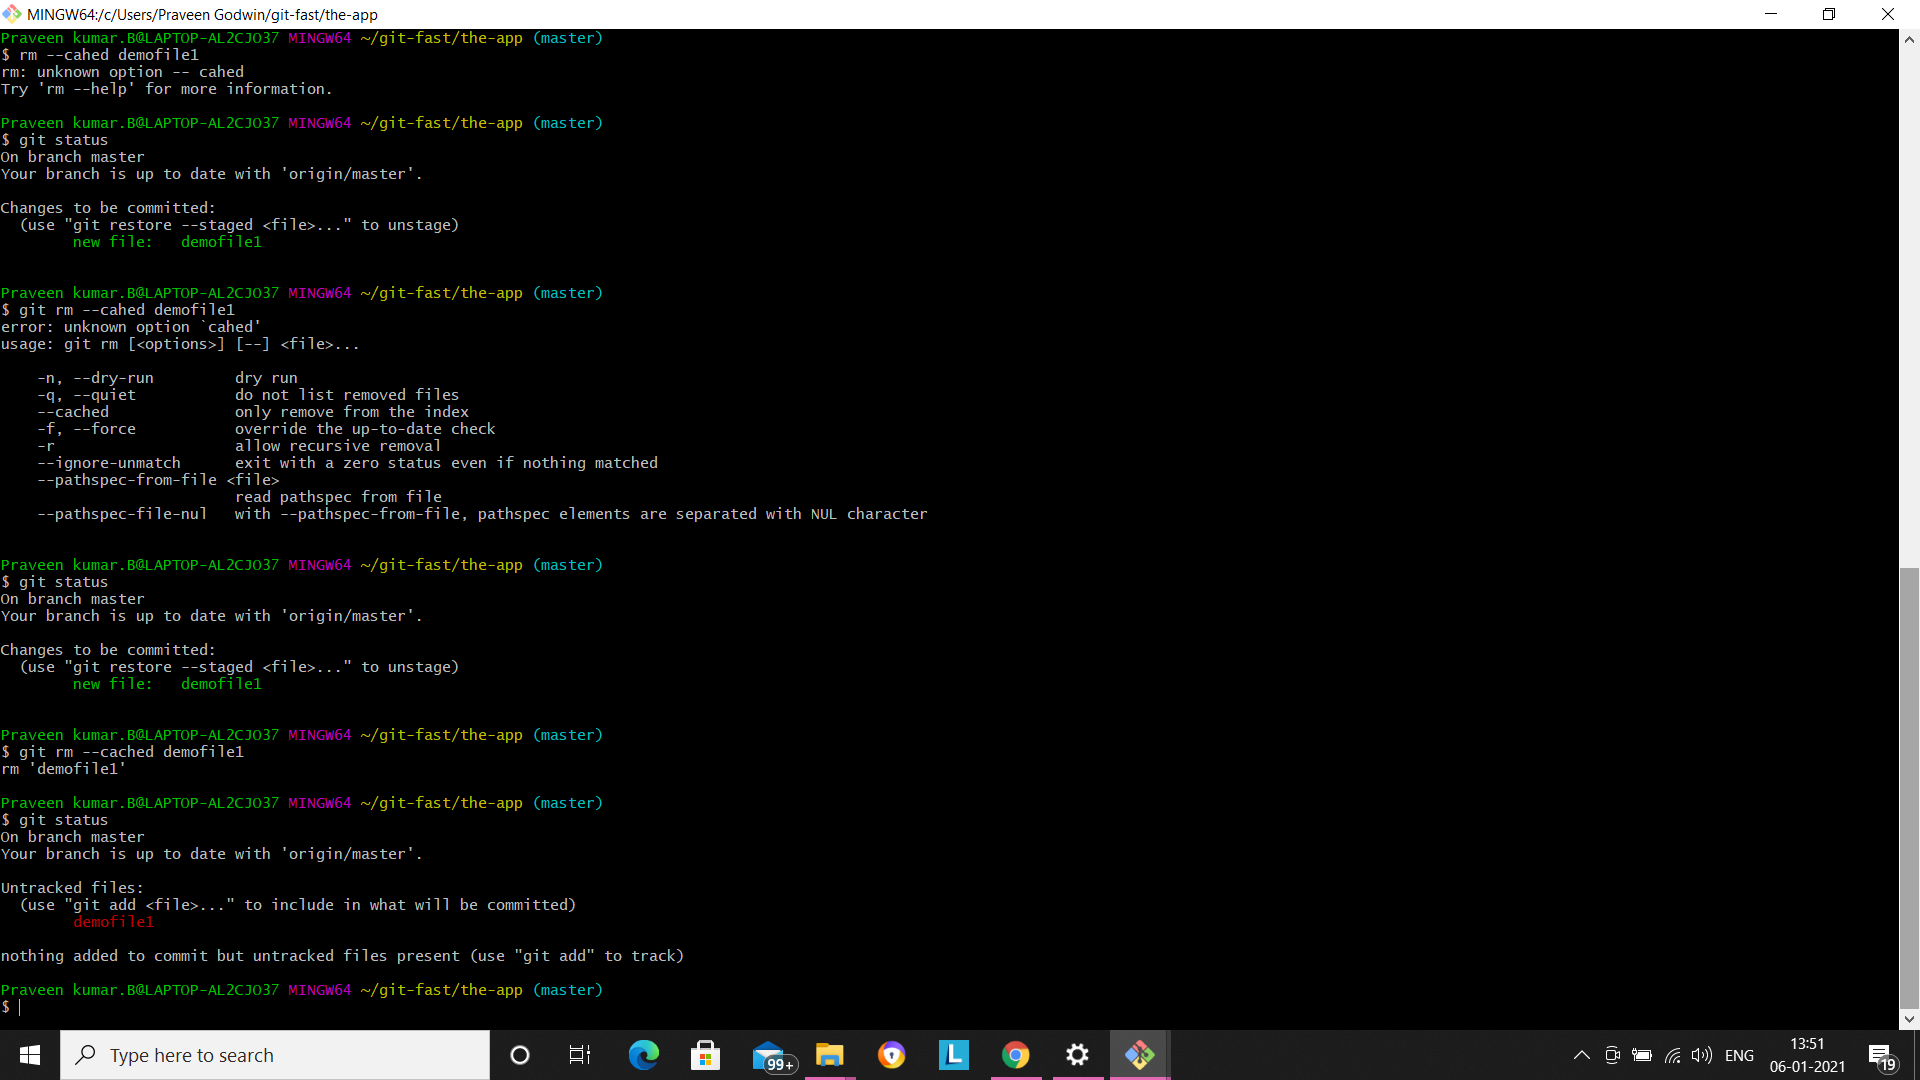 MINGW64:/c/Users/Praveen Godwin/git-fast/the-app
Praveen kumar.B@LAPTOP-AL2CJO37 MINGW64 ~/git-fast/the-app (master)
$ rm --cahed demofile1
rm: unknown option -- cahed
Try 'rm --help' for more information.
Praveen kumar.B@LAPTOP-AL2CJO37 MINGW64 ~/git-fast/the-app (master)
$ git status
On branch master
Your branch is up to date with 'origin/master'.
Changes to be committed:
  (use "git restore --staged <file>..." to unstage)
        new file:   demofile1
Praveen kumar.B@LAPTOP-AL2CJO37 MINGW64 ~/git-fast/the-app (master)
$ git rm --cahed demofile1
error: unknown option `cahed'
usage: git rm [<options>] [--] <file>...
    -n, --dry-run         dry run
    -q, --quiet           do not list removed files
    --cached              only remove from the index
    -f, --force           override the up-to-date check
    -r                    allow recursive removal
    --ignore-unmatch      exit with a zero status even if nothing matched
    --pathspec-from-file <file>
                          read pathspec from file
    --pathspec-file-nul   with --pathspec-from-file, pathspec elements are separated with NUL character
Praveen kumar.B@LAPTOP-AL2CJO37 MINGW64 ~/git-fast/the-app (master)
$ git status
On branch master
Your branch is up to date with 'origin/master'.
Changes to be committed:
  (use "git restore --staged <file>..." to unstage)
        new file:   demofile1
Praveen kumar.B@LAPTOP-AL2CJO37 MINGW64 ~/git-fast/the-app (master)
$ git rm --cached demofile1
rm 'demofile1'
Praveen kumar.B@LAPTOP-AL2CJO37 MINGW64 ~/git-fast/the-app (master)
$ git status
On branch master
Your branch is up to date with 'origin/master'.
Untracked files:
  (use "git add <file>..." to include in what will be committed)
        demofile1
nothing added to commit but untracked files present (use "git add" to track)
Praveen kumar.B@LAPTOP-AL2CJO37 MINGW64 ~/git-fast/the-app (master)
$
Type here to search
99+
L
ENG
13:51
06-01-2021
19